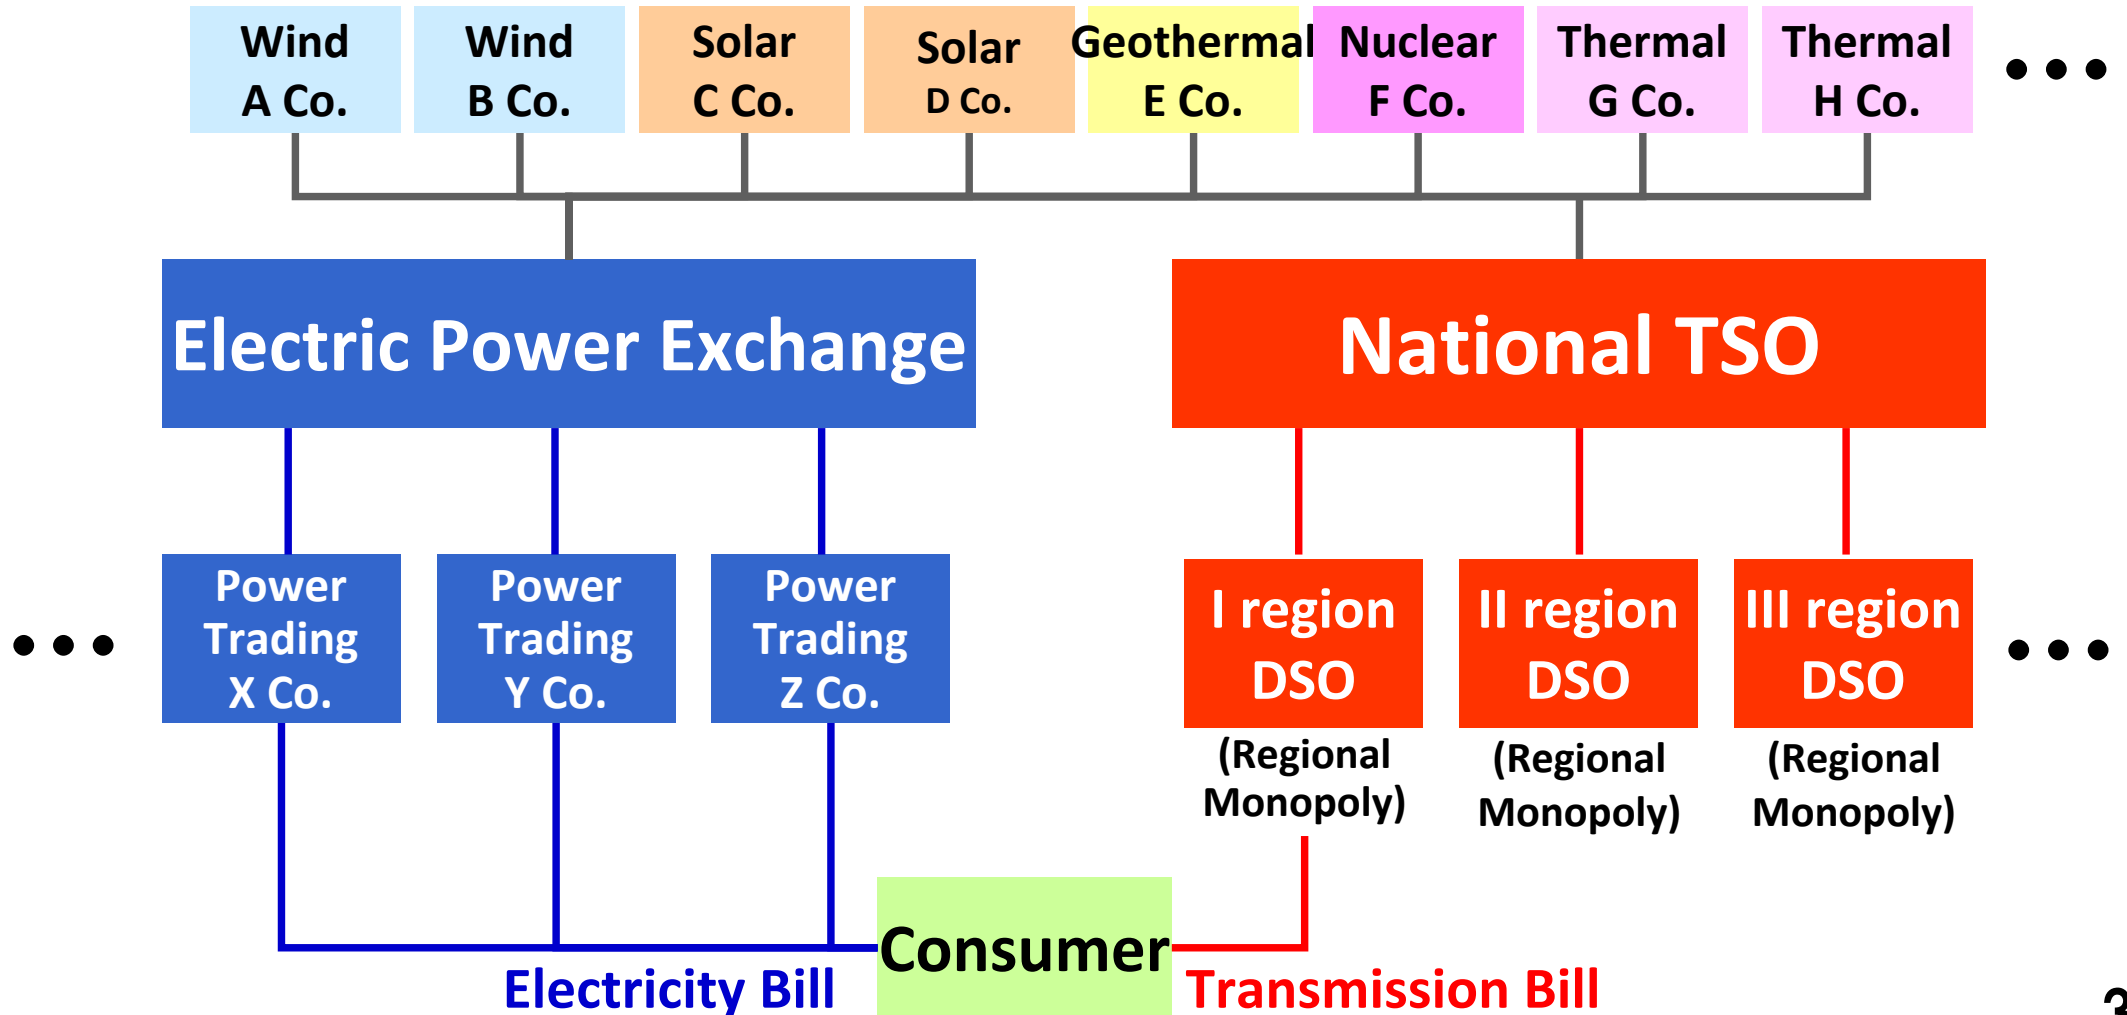 Wind
A Co.
Wind
B Co.
Solar
C Co.
Solar
D Co.
Geothermal
E Co.
Nuclear
F Co.
Thermal
G Co.
Thermal
H Co.
•••
Electric Power Exchange
National TSO
•••
Power
Trading
X Co.
Power
Trading
Y Co.
Power
Trading
Z Co.
I region
DSO
(Regional
Monopoly)
II region
DSO
(Regional
Monopoly)
III region
DSO
(Regional
Monopoly)
•••
Consumer
Electricity Bill
Transmission Bill